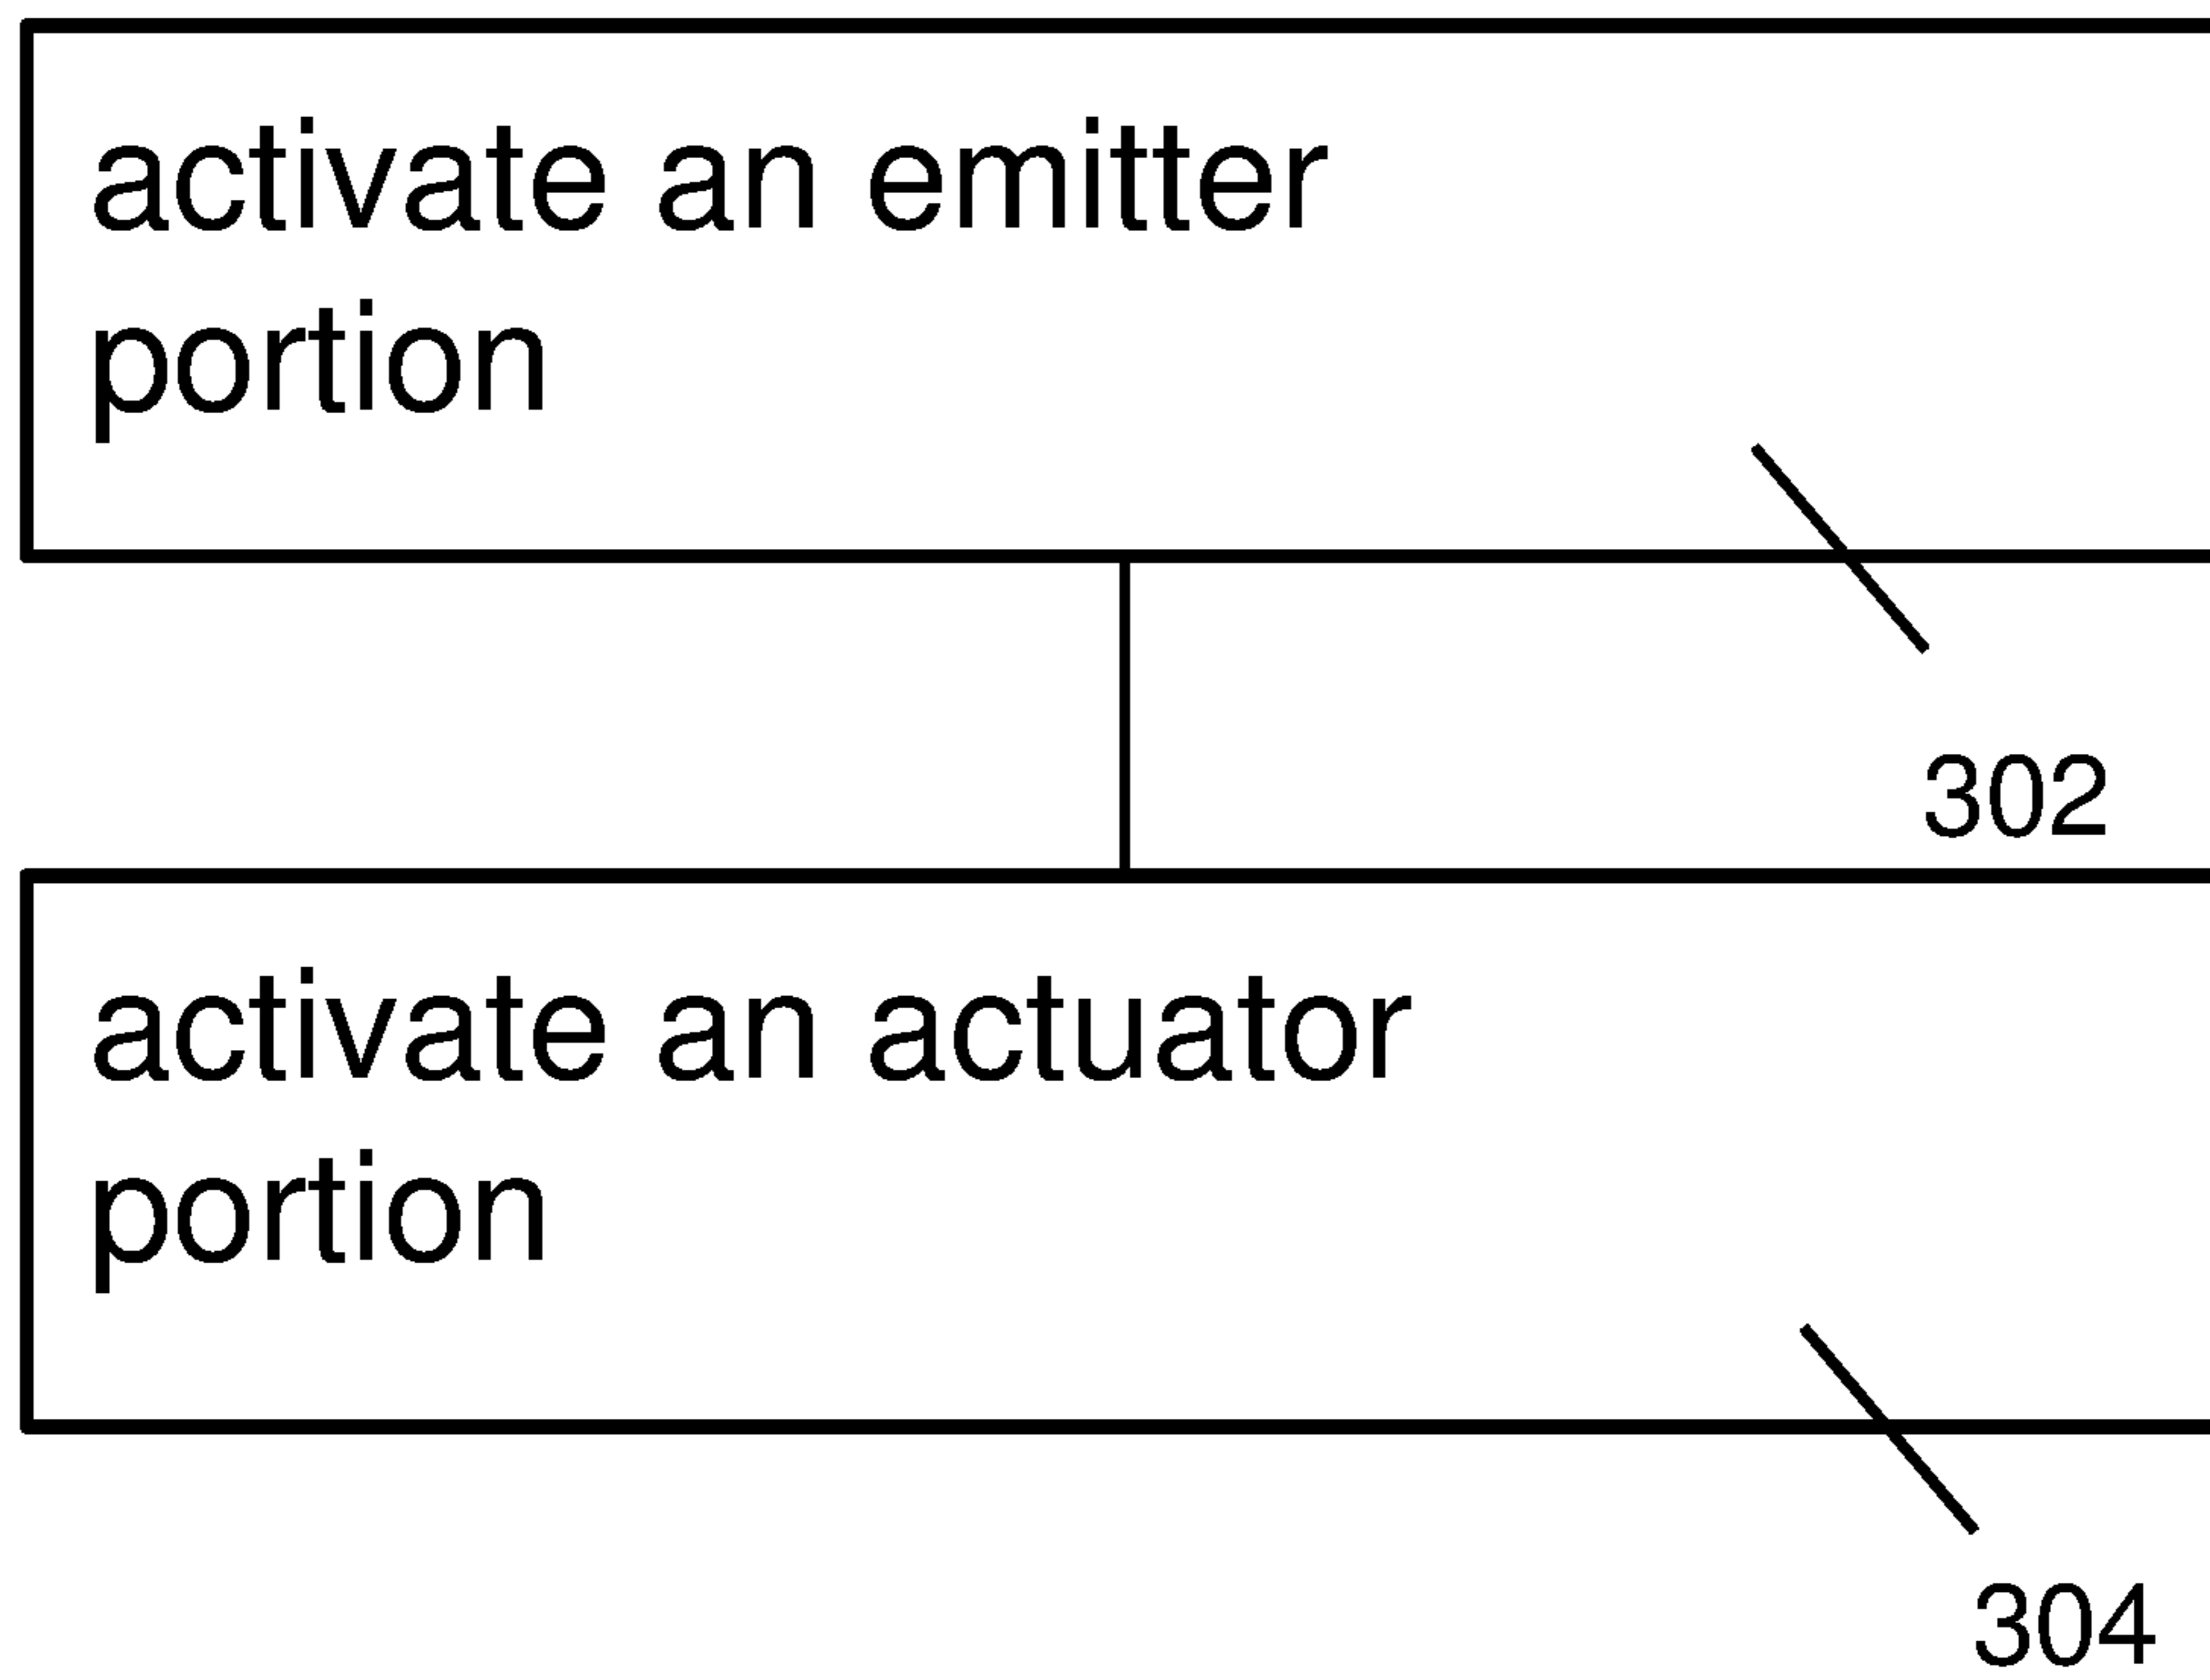 activate an emitter
portion
302
activate an actuator
portion
304